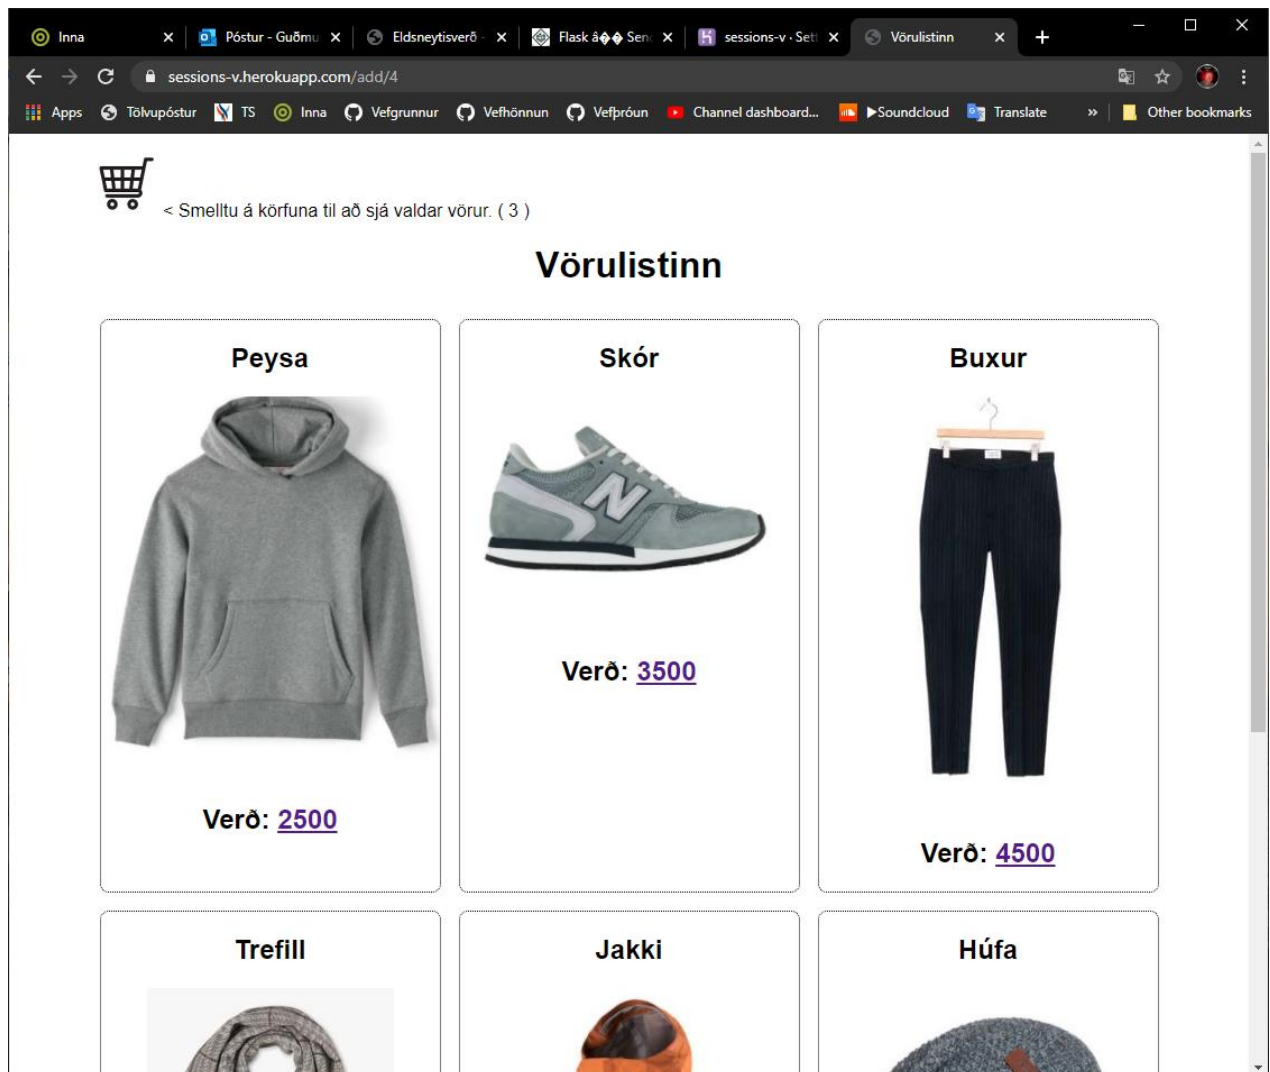 Inna
Póstur - Guðmu
Eldsneytisverð -
Flask â�� Senc
sessions-v · Sett
Vörulistinn
sessions-v.herokuapp.com/add/4
Apps
Tölvupóstur
TS
Inna
Vefgrunnur
Vefhönnun
Vefþróun
Channel dashboard...
▶Soundcloud
Translate
»
Other bookmarks
< Smelltu á körfuna til að sjá valdar vörur. ( 3 )
Vörulistinn
Peysa
Skór
Buxur
N
Verð: 3500
Verð: 2500
Verð: 4500
Trefill
Jakki
Húfa